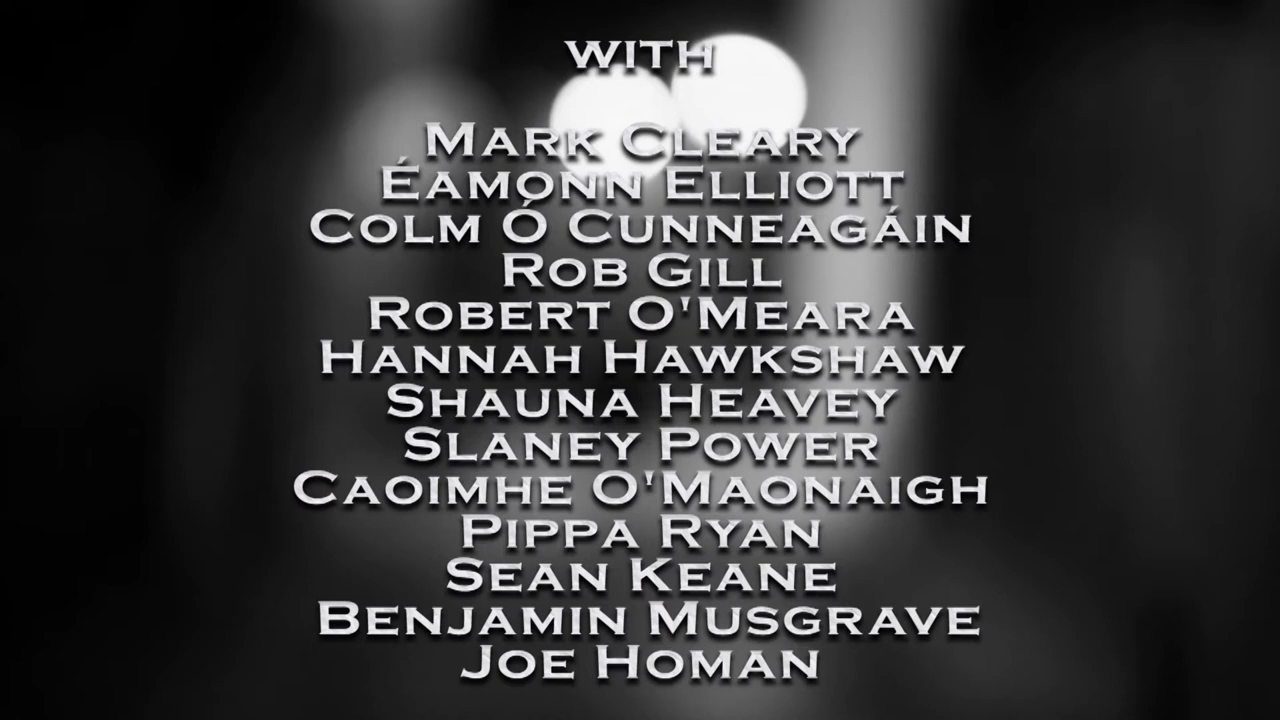 WITH
MARK CLEARY
ÉAMONN ELLIOTT
COLM Ó CUNNEAGÁIN
ROB GILL
ROBERT O'MEARA
HANNAH HAWKSHAW
SHAUNA HEAVEY
SLANEY POWER
CAOIMHE O'MAONAIGH
PIPPA RYAN
SEAN KEANE
BENJAMIN MUSGRAVE
JOE HOMAN